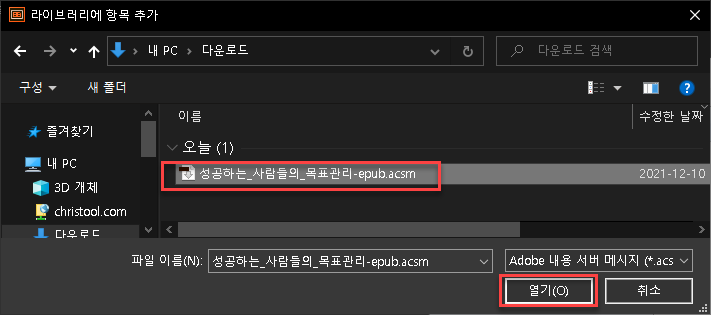 라이브러리에 항목 추가
내 PC
다운로드
다운로드 검색
구성
새 폴더
이름
수정한 날짜
즐겨찾기
오늘 (1)
내 PC
성공하는_사람들의_목표관리-epub.acsm
2021-12-10
3D 개체
christool.com
다운로드
파일 이름(N):
성공하는_사람들의_목표관리-epub.acsm
Adobe 내용 서버 메시지 (*.acs
열기(O)
취소